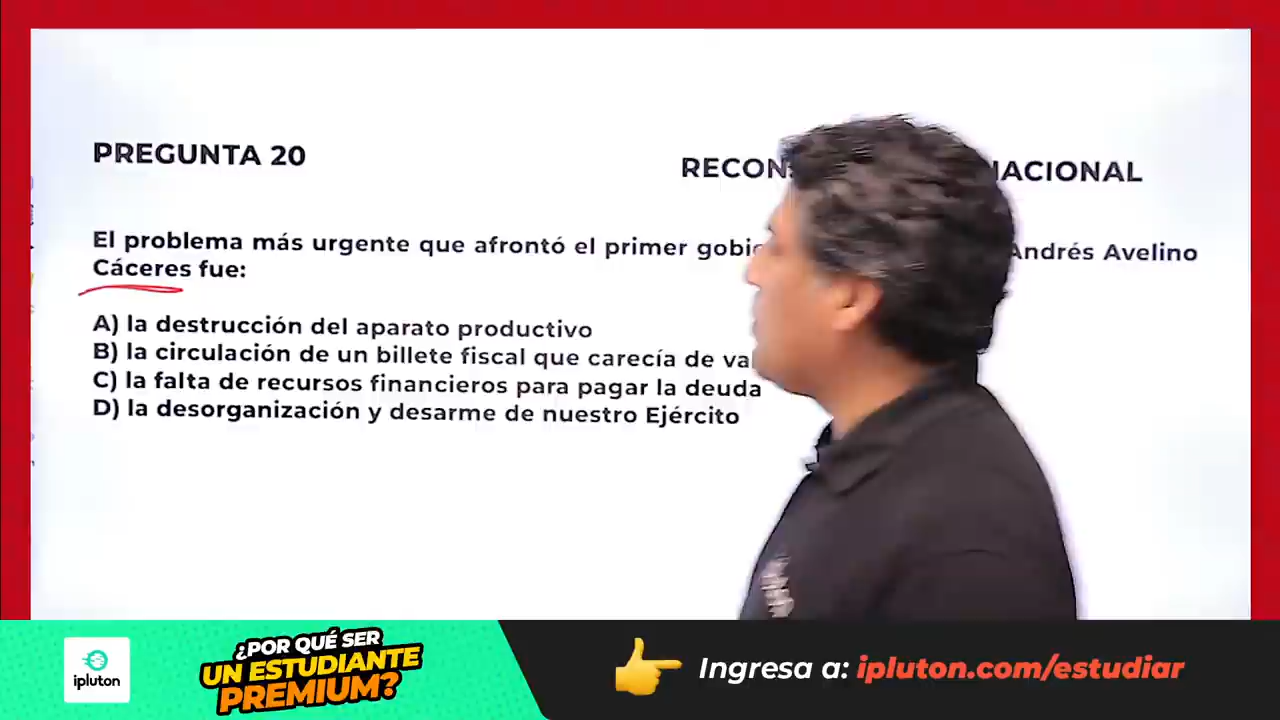 PREGUNTA 20
RECON ACIONAL
El problema más urgente que afrontó el primer Andrés Avelino
Cáceres fue:
A) la destrucción del aparato productivo
B) la circulación de un billete fiscal que carecía de
C) la falta de recursos financieros para pagar la deuda
D) la desorganización y desarme de nuestro Ejército
ipluton
¿POR QUÉ SER
UN ESTUDIANTE
PREMIUM?
Ingresa a: ipluton.com/estudiar